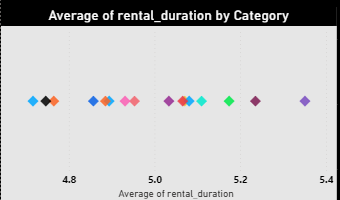 Average of rental_duration by Category
4.8 5.0 5.2 5.4
Average of rental_duration